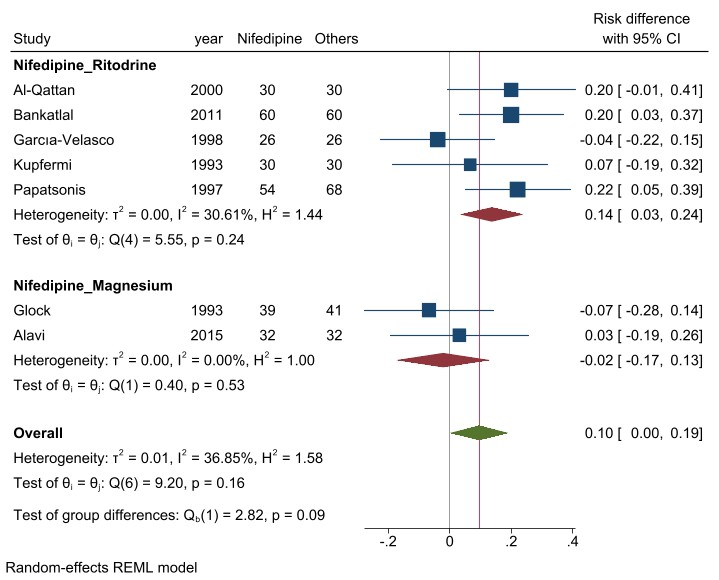 Risk difference
Study year Nifedipine Others with 95% CI
Nifedipine_Ritodrine
Al-Qattan 2000 30 30 0.20 [ -0.01, 0.41]
Bankatlal 2011 60 60 0.20 [ 0.03, 0.37]
Garcıa-Velasco 1998 26 26 -0.04 [ -0.22, 0.15]
Kupfermi 1993 30 30 0.07 [ -0.19, 0.32]
Papatsonis 1997 54 68 0.22 [ 0.05, 0.39]
Heterogeneity: τ² = 0.00, I² = 30.61%, H² = 1.44 0.14 [ 0.03, 0.24]
Test of θᵢ = θⱼ: Q(4) = 5.55, p = 0.24
Nifedipine_Magnesium
Glock 1993 39 41 -0.07 [ -0.28, 0.14]
Alavi 2015 32 32 0.03 [ -0.19, 0.26]
Heterogeneity: τ² = 0.00, I² = 0.00%, H² = 1.00 -0.02 [ -0.17, 0.13]
Test of θᵢ = θⱼ: Q(1) = 0.40, p = 0.53
Overall 0.10 [ 0.00, 0.19]
Heterogeneity: τ² = 0.01, I² = 36.85%, H² = 1.58
Test of θᵢ = θⱼ: Q(6) = 9.20, p = 0.16
Test of group differences: Q_b(1) = 2.82, p = 0.09
-.2 0 .2 .4
Random-effects REML model